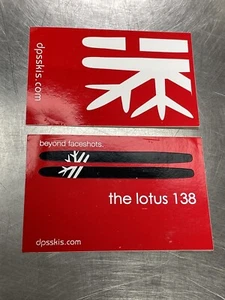 dpsskis.com
beyond faceshots.
the lotus 138
dpsskis.com